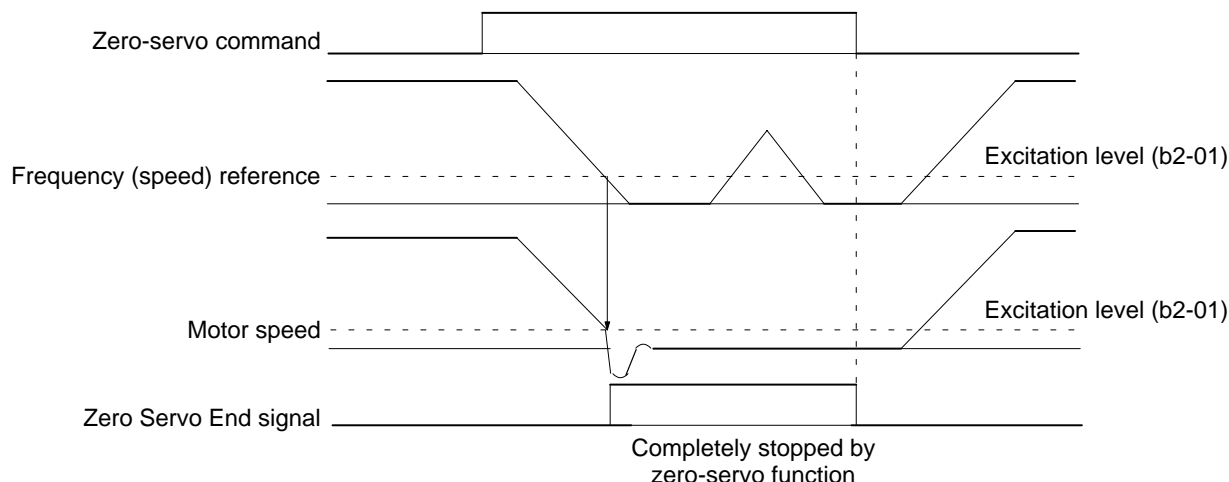 Zero-servo command
Excitation level (b2-01)
Frequency (speed) reference
Excitation level (b2-01)
Motor speed
Zero Servo End signal
Completely stopped by
zero-servo function